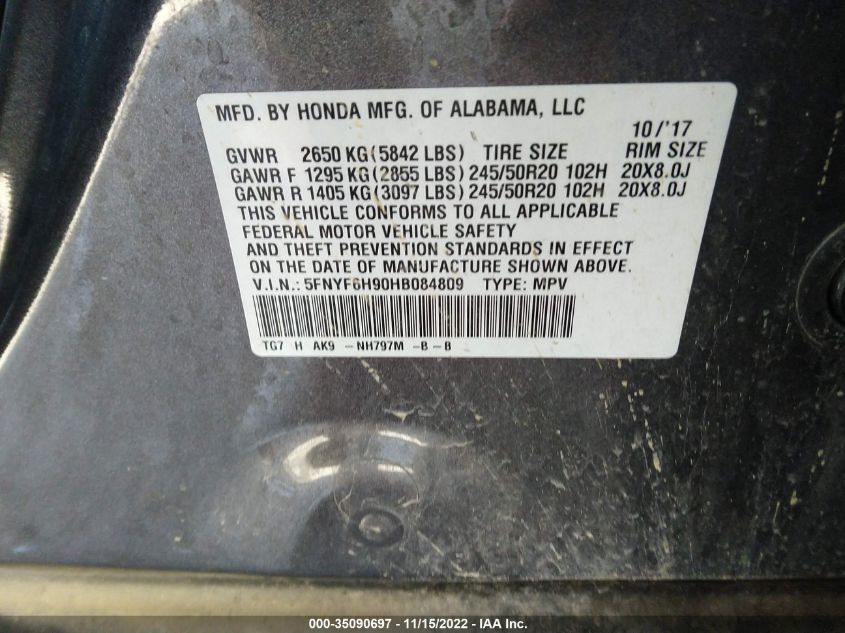 MFD. BY HONDA MFG. OF ALABAMA, LLC
10/'17
GVWR 2650 KG(5842 LBS) TIRE SIZE RIM SIZE
GAWR F 1295 KG(2855 LBS)245/50R20 102H 20X8.0J
GAWR R 1405 KG(3097 LBS)245/50R20 102H 20X8.0J
THIS VEHICLE CONFORMS TO ALL APPLICABLE
FEDERAL MOTOR VEHICLE SAFETY
AND THEFT PREVENTION STANDARDS IN EFFECT
ON THE DATE OF MANUFACTURE SHOWN ABOVE.
V.I.N.: 5FNYF6H90HB084809 TYPE: MPV
TG7 H AK9 -NH797M -B-B
000-35090697 - 11/15/2022 - IAA Inc.